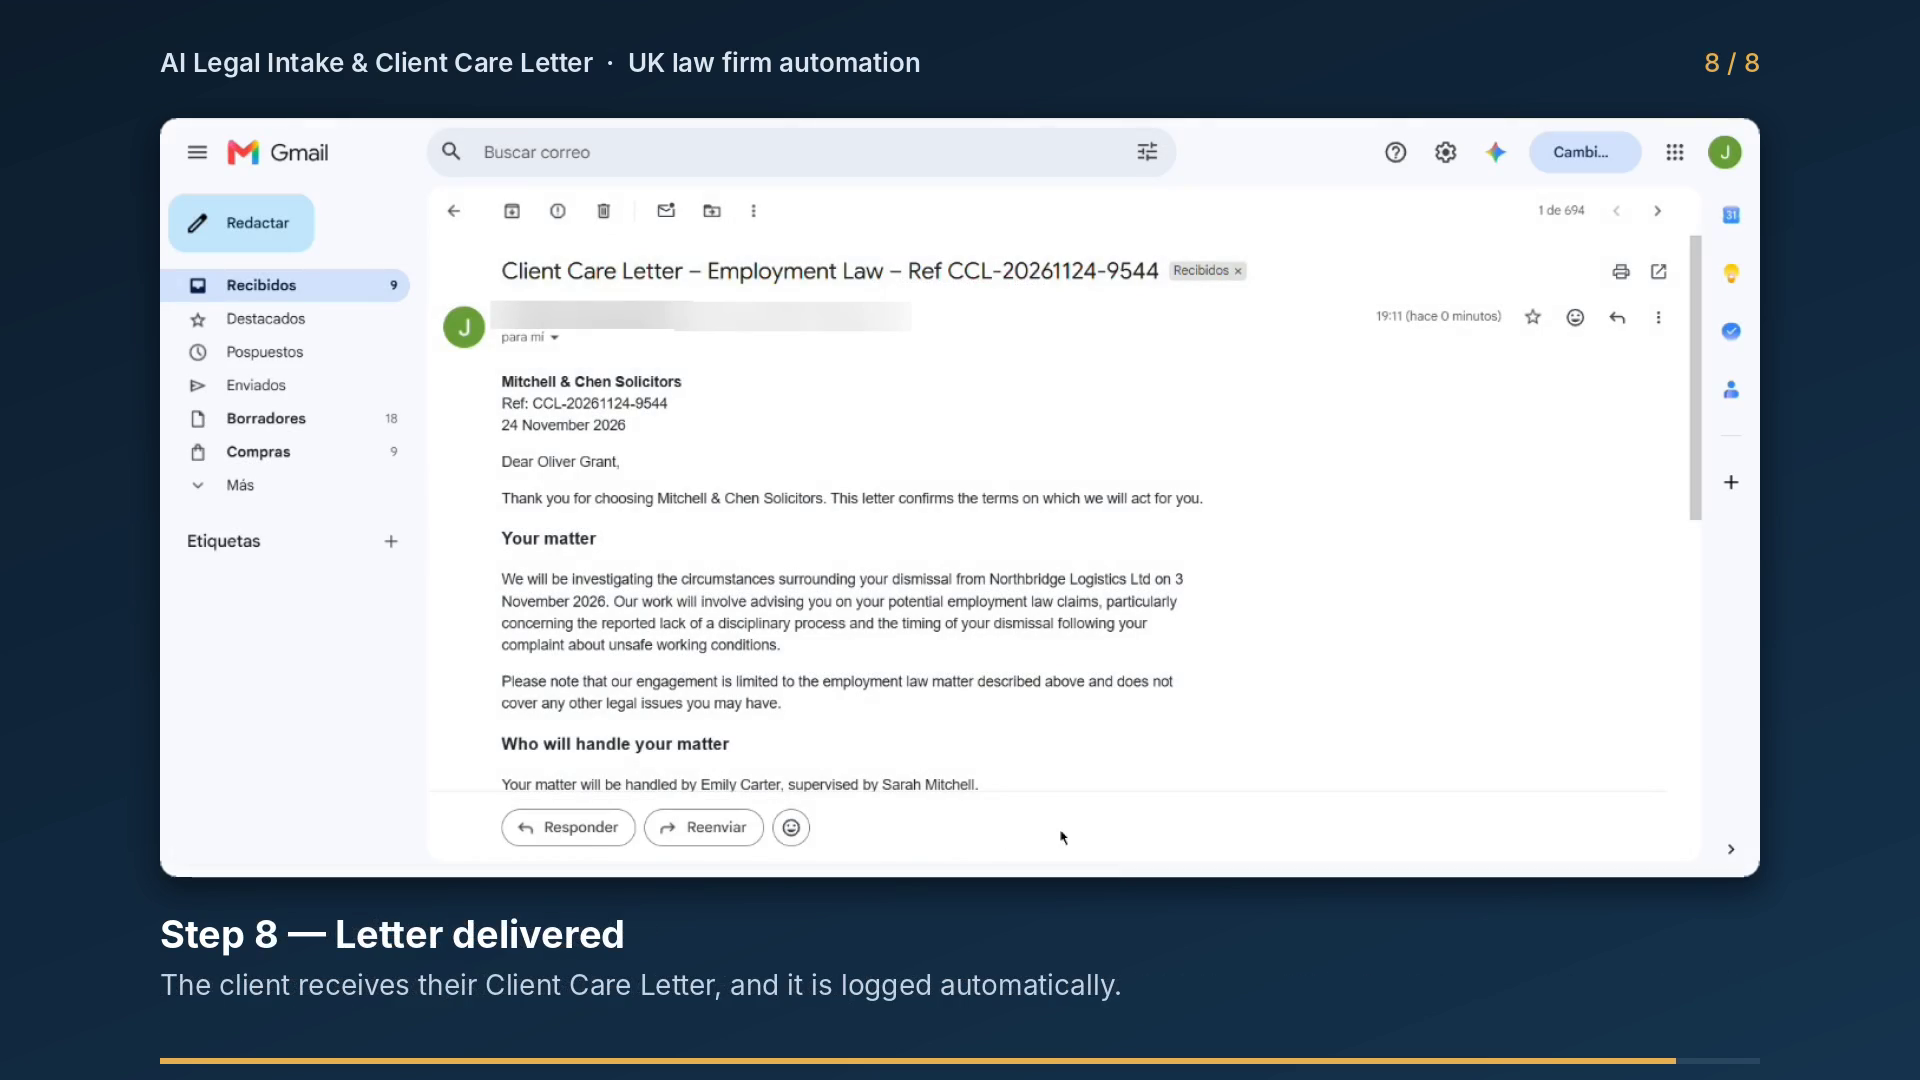 AI Legal Intake & Client Care Letter · UK law firm automation
8 / 8
Gmail
Buscar correo
Cambi...
J
Redactar
1 de 694
31
Recibidos 9
Destacados
Pospuestos
Enviados
Borradores 18
Compras 9
Más
Etiquetas
Client Care Letter – Employment Law – Ref CCL-20261124-9544
Recibidos ×
J
19:11 (hace 0 minutos)
para mí
Mitchell & Chen Solicitors
Ref: CCL-20261124-9544
24 November 2026
Dear Oliver Grant,
Thank you for choosing Mitchell & Chen Solicitors. This letter confirms the terms on which we will act for you.
Your matter
We will be investigating the circumstances surrounding your dismissal from Northbridge Logistics Ltd on 3
November 2026. Our work will involve advising you on your potential employment law claims, particularly
concerning the reported lack of a disciplinary process and the timing of your dismissal following your
complaint about unsafe working conditions.
Please note that our engagement is limited to the employment law matter described above and does not
cover any other legal issues you may have.
Who will handle your matter
Your matter will be handled by Emily Carter, supervised by Sarah Mitchell.
Responder
Reenviar
Step 8 — Letter delivered
The client receives their Client Care Letter, and it is logged automatically.